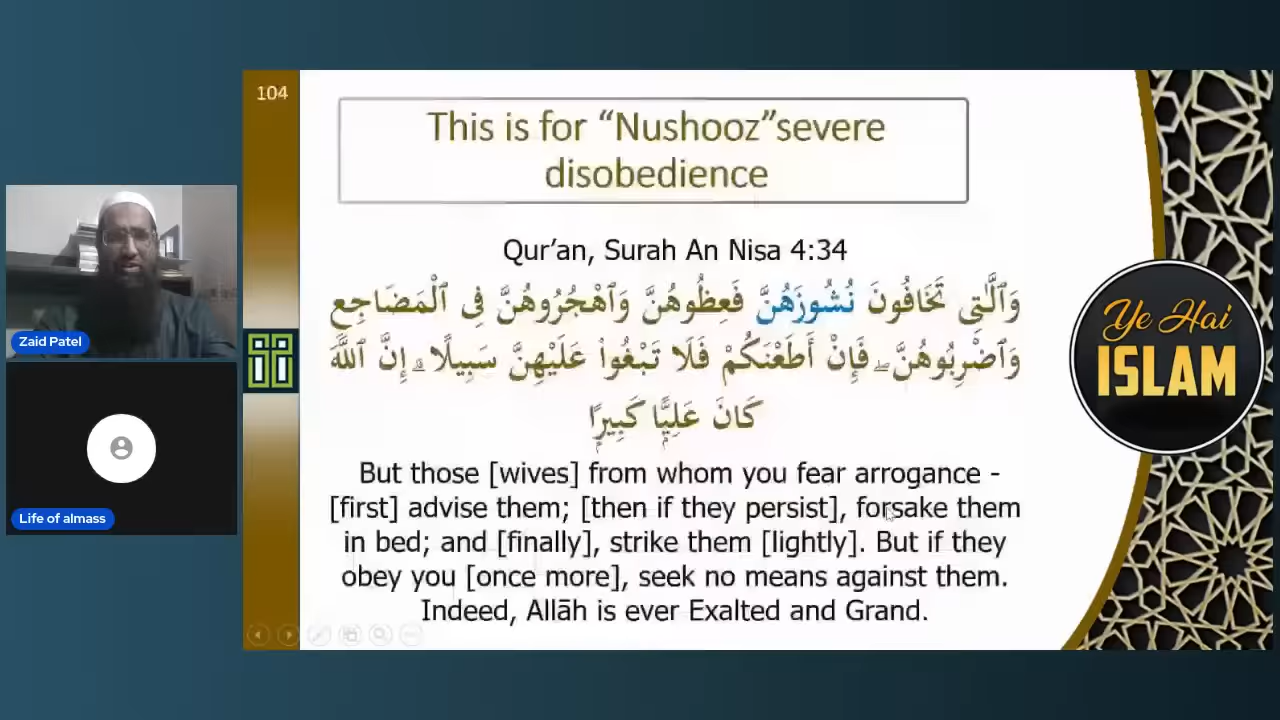 104
This is for “Nushooz”severe
disobedience
Qur’an, Surah An Nisa 4:34
وَٱلَّـٰتِى تَخَافُونَ نُشُوزَهُنَّ فَعِظُوهُنَّ وَٱهْجُرُوهُنَّ فِى ٱلْمَضَاجِعِ
وَٱضْرِبُوهُنَّ ۖ فَإِنْ أَطَعْنَكُمْ فَلَا تَبْغُوا۟ عَلَيْهِنَّ سَبِيلًا ۗ إِنَّ ٱللَّهَ
كَانَ عَلِيًّۭا كَبِيرًۭا
But those [wives] from whom you fear arrogance -
[first] advise them; [then if they persist], forsake them
in bed; and [finally], strike them [lightly]. But if they
obey you [once more], seek no means against them.
Indeed, Allāh is ever Exalted and Grand.
Zaid Patel
Life of almass
Ye Hai
ISLAM